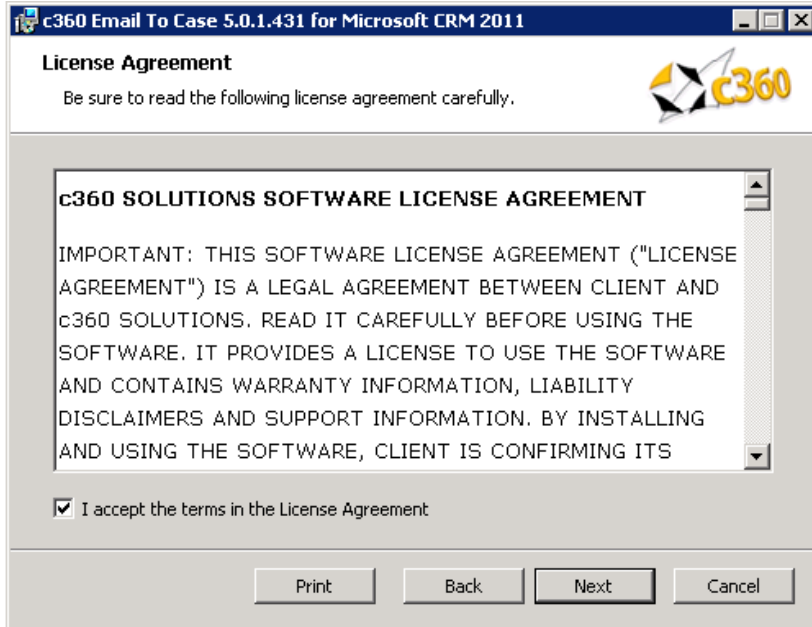 c360 Email To Case 5.0.1.431 for Microsoft CRM 2011
License Agreement
Be sure to read the following license agreement carefully.
c360
c360 SOLUTIONS SOFTWARE LICENSE AGREEMENT
IMPORTANT: THIS SOFTWARE LICENSE AGREEMENT ("LICENSE
AGREEMENT") IS A LEGAL AGREEMENT BETWEEN CLIENT AND
c360 SOLUTIONS. READ IT CAREFULLY BEFORE USING THE
SOFTWARE. IT PROVIDES A LICENSE TO USE THE SOFTWARE
AND CONTAINS WARRANTY INFORMATION, LIABILITY
DISCLAIMERS AND SUPPORT INFORMATION. BY INSTALLING
AND USING THE SOFTWARE, CLIENT IS CONFIRMING ITS
I accept the terms in the License Agreement
Print Back Next Cancel